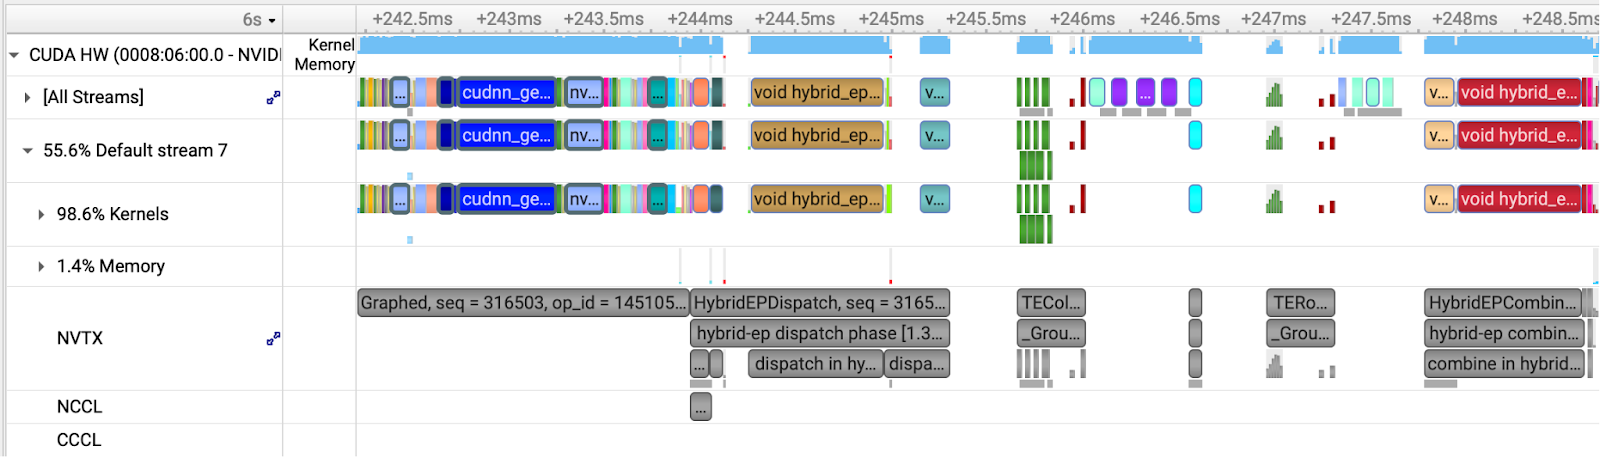 6s +242.5ms +243ms +243.5ms +244ms +244.5ms +245ms +245.5ms +246ms +246.5ms +247ms +247.5ms +248ms +248.5ms
CUDA HW (0008:06:00.0 - NVIDI
Kernel
Memory
[All Streams] ... cudnn_ge... nv... ... void hybrid_ep... v... ... v... void hybrid_e...
55.6% Default stream 7 ... cudnn_ge... nv... ... void hybrid_ep... v... v... void hybrid_e...
98.6% Kernels ... cudnn_ge... nv... ... void hybrid_ep... v... v... void hybrid_e...
1.4% Memory
Graphed, seq = 316503, op_id = 145105... HybridEPDispatch, seq = 3165... TECol... TERo... HybridEPCombin...
NVTX hybrid-ep dispatch phase [1.3... _Grou... _Grou... hybrid-ep combin...
... dispatch in hy... dispa... combine in hybrid...
NCCL ...
CCCL